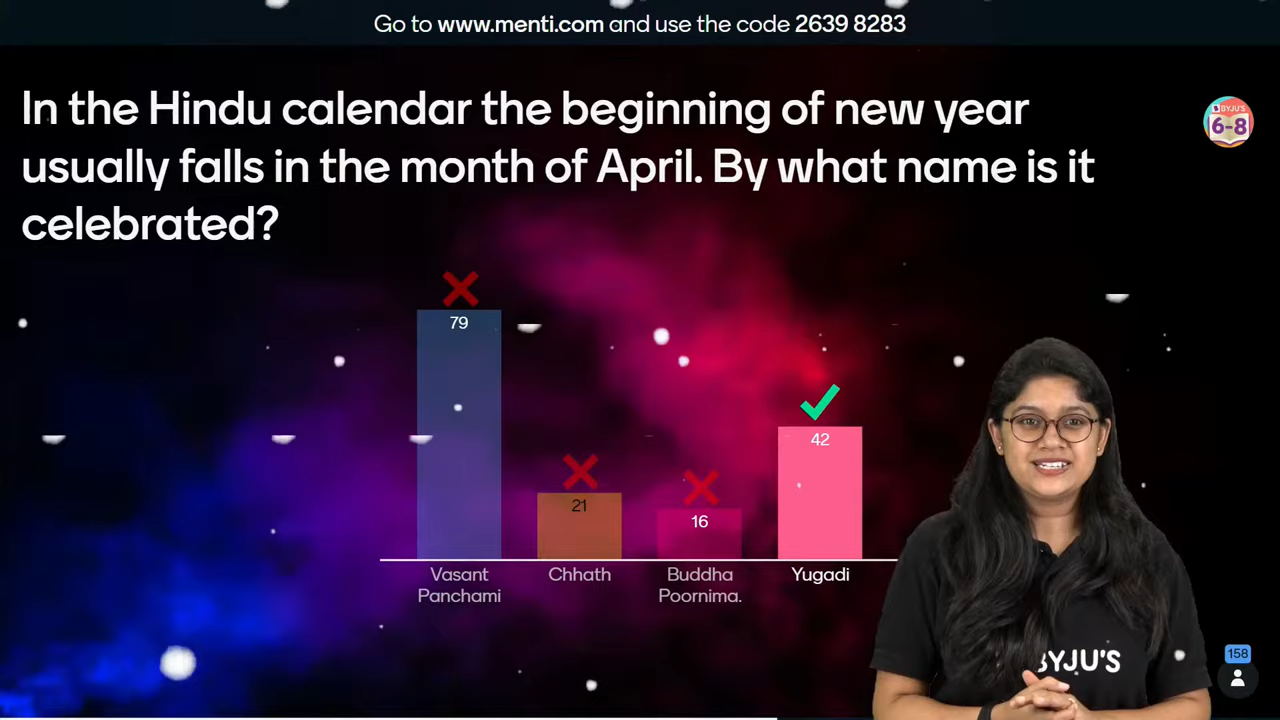 Go to www.menti.com and use the code 2639 8283
In the Hindu calendar the beginning of new year
usually falls in the month of April. By what name is it
celebrated?
BYJU'S
6-8
79
21
16
42
Vasant
Panchami
Chhath
Buddha
Poornima.
Yugadi
BYJU'S
158